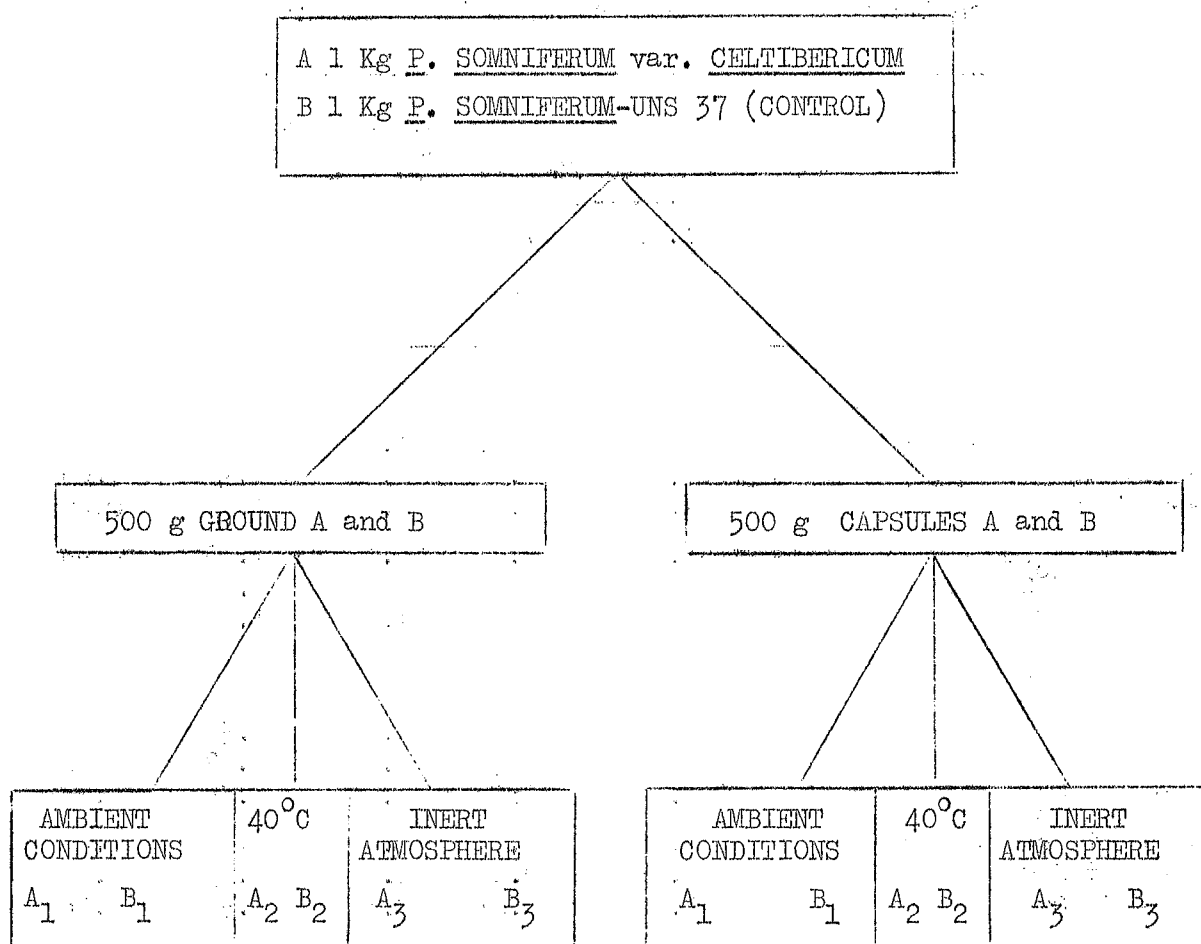 A 1 Kg P. SOMNIFERUM var. CELTIBERICUM
B 1 Kg P. SOMNIFERUM-UNS 37 (CONTROL)
500 g GROUND A and B
500 g CAPSULES A and B
AMBIENT CONDITIONS
A₁ B₁
40°C
A₂ B₂
INERT ATMOSPHERE
A₃ B₃
AMBIENT CONDITIONS
A₁ B₁
40°C
A₂ B₂
INERT ATMOSPHERE
A₃ B₃